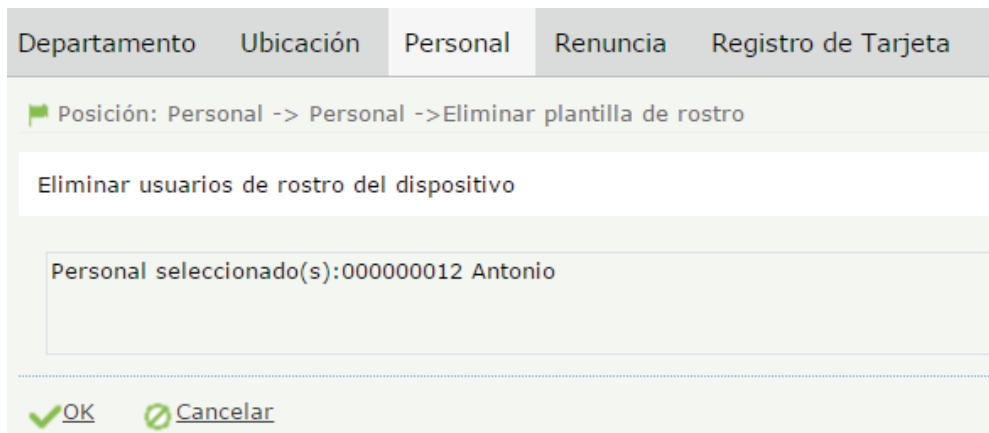 Departamento Ubicación Personal Renuncia Registro de Tarjeta
Posición: Personal -> Personal ->Eliminar plantilla de rostro
Eliminar usuarios de rostro del dispositivo
Personal seleccionado(s):000000012 Antonio
OK Cancelar